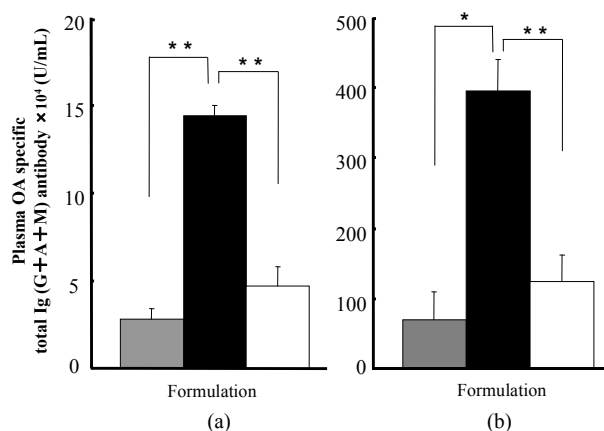 Plasma OA specific
total Ig (G+A+M) antibody ×10⁴ (U/mL)
20
15
10
5
0
* *
* *
Formulation
(a)
500
400
300
200
100
0
*
* *
Formulation
(b)